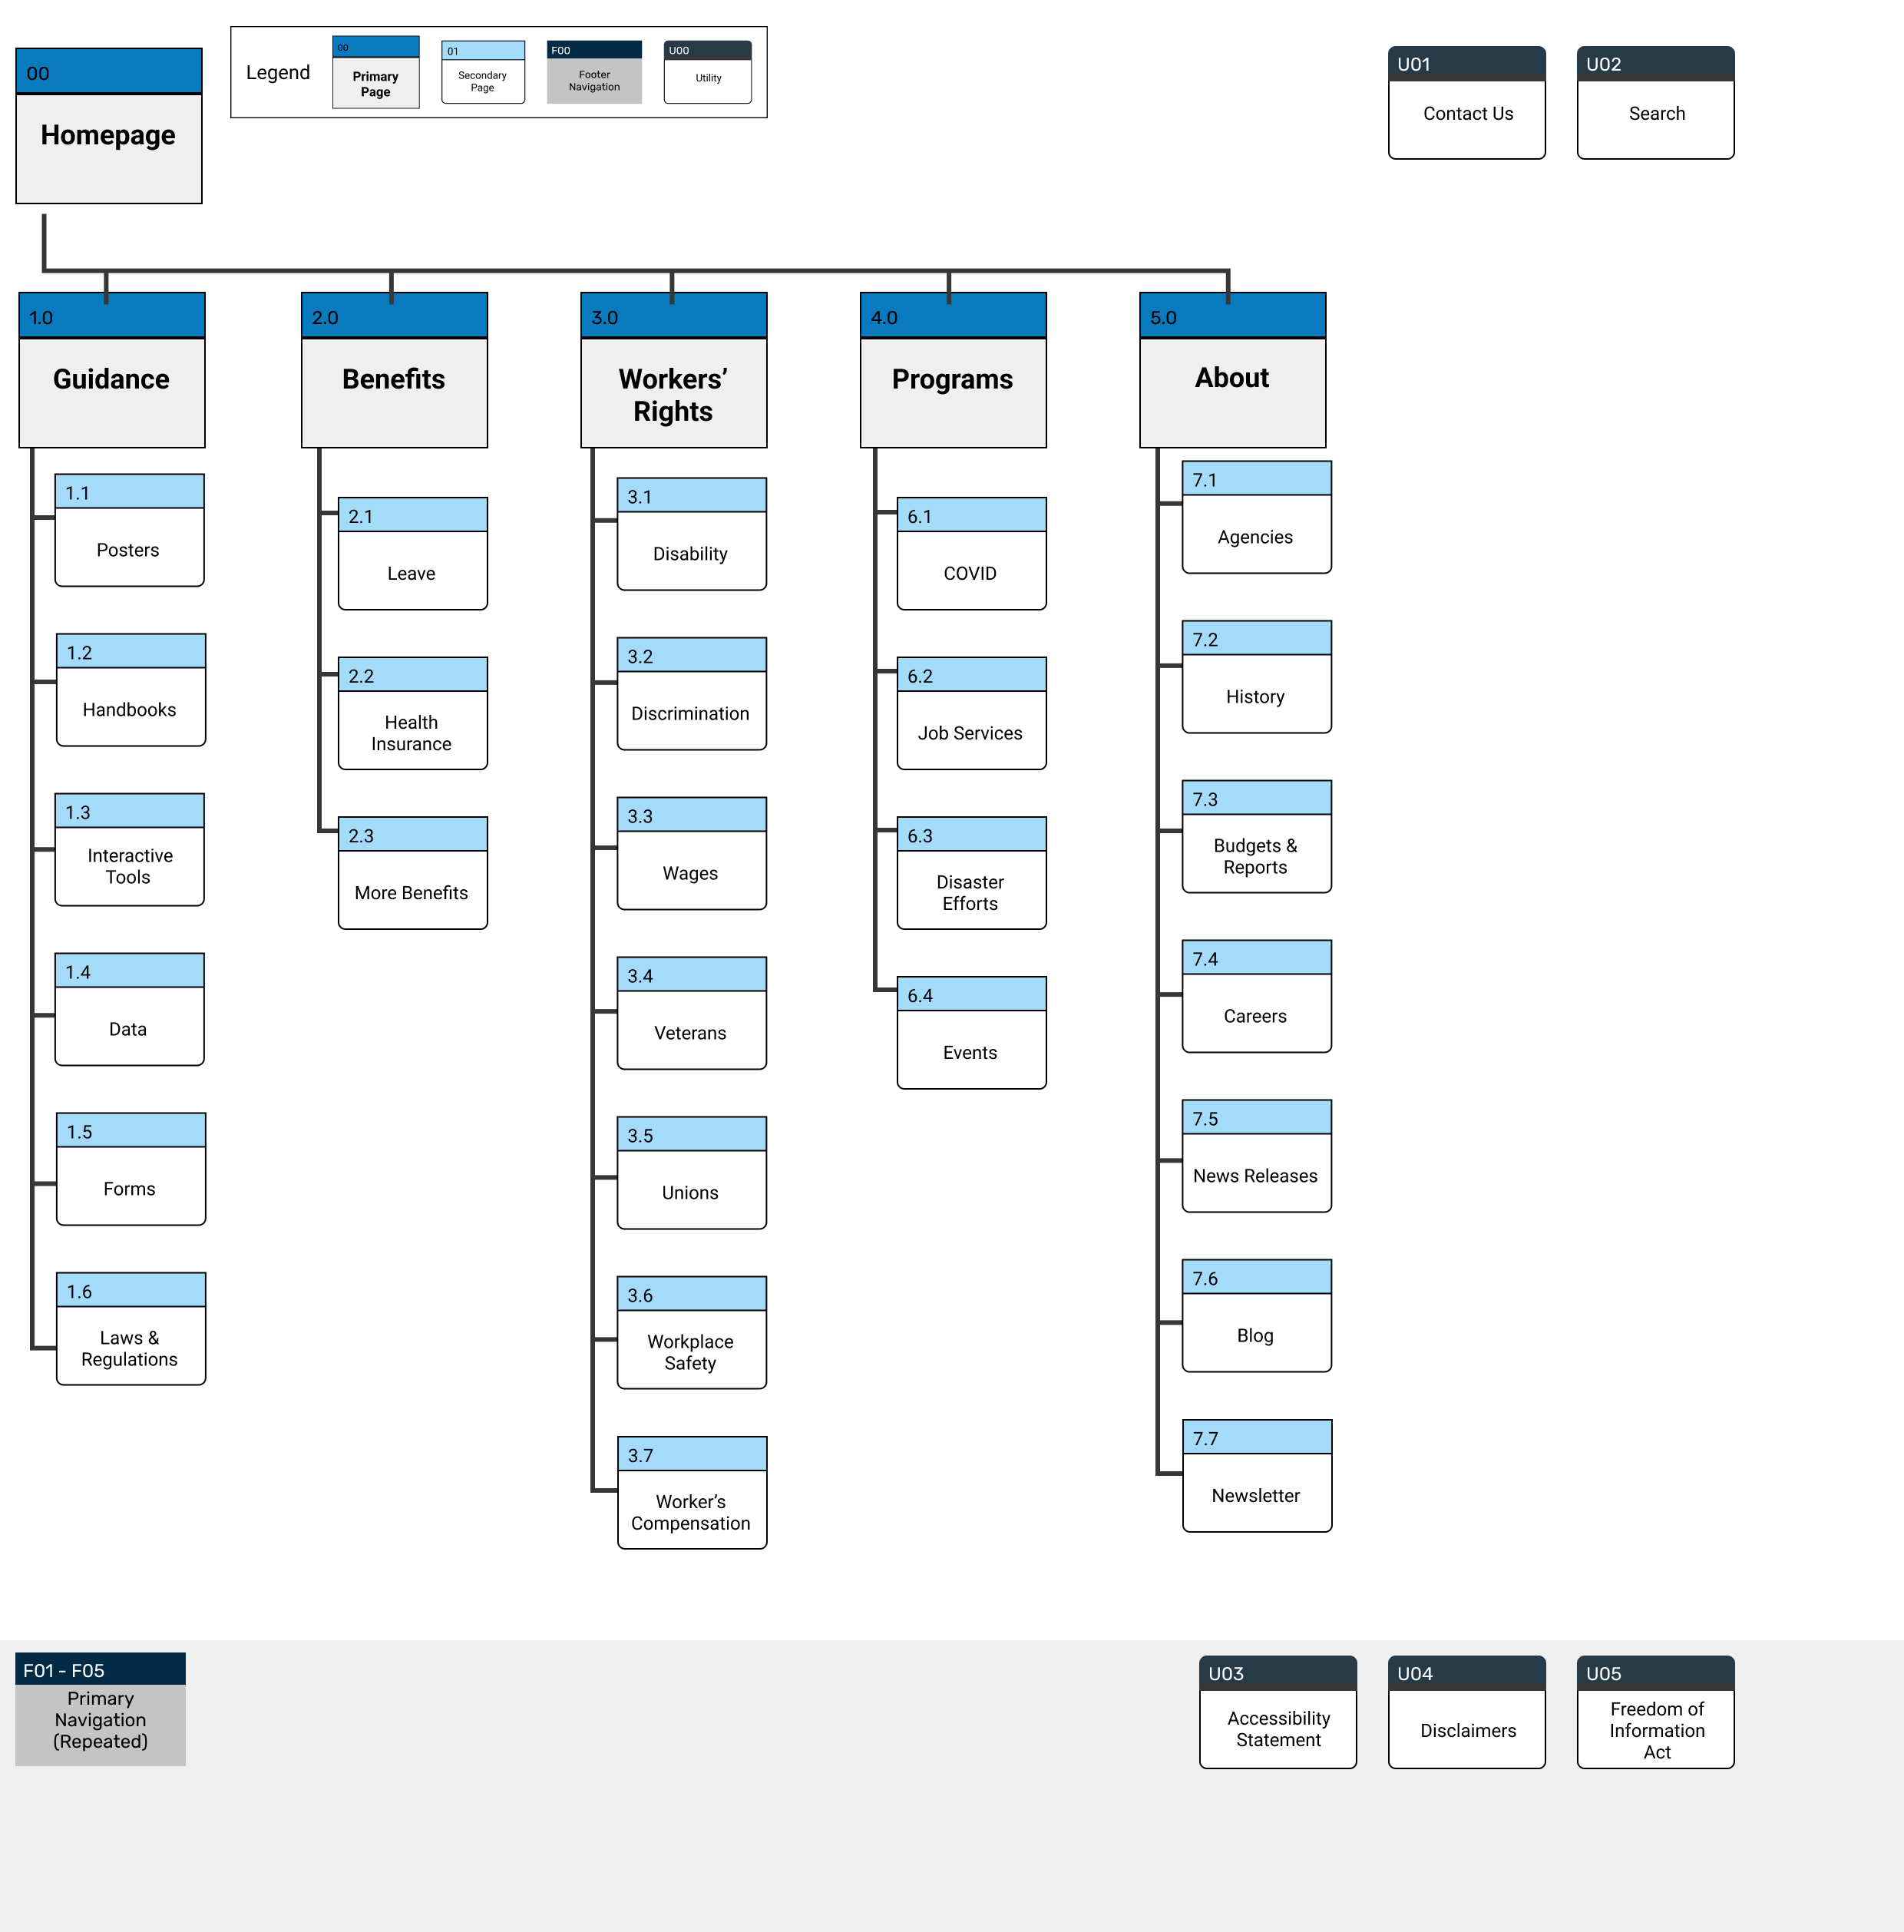 00
Homepage
Legend
00
Primary
Page
01
Secondary
Page
F00
Footer
Navigation
U00
Utility
U01
Contact Us
U02
Search
1.0
Guidance
2.0
Benefits
3.0
Workers’
Rights
4.0
Programs
5.0
About
1.1
Posters
1.2
Handbooks
1.3
Interactive
Tools
1.4
Data
1.5
Forms
1.6
Laws &
Regulations
2.1
Leave
2.2
Health
Insurance
2.3
More Benefits
3.1
Disability
3.2
Discrimination
3.3
Wages
3.4
Veterans
3.5
Unions
3.6
Workplace
Safety
3.7
Worker’s
Compensation
6.1
COVID
6.2
Job Services
6.3
Disaster
Efforts
6.4
Events
7.1
Agencies
7.2
History
7.3
Budgets &
Reports
7.4
Careers
7.5
News Releases
7.6
Blog
7.7
Newsletter
F01 - F05
Primary
Navigation
(Repeated)
U03
Accessibility
Statement
U04
Disclaimers
U05
Freedom of
Information
Act